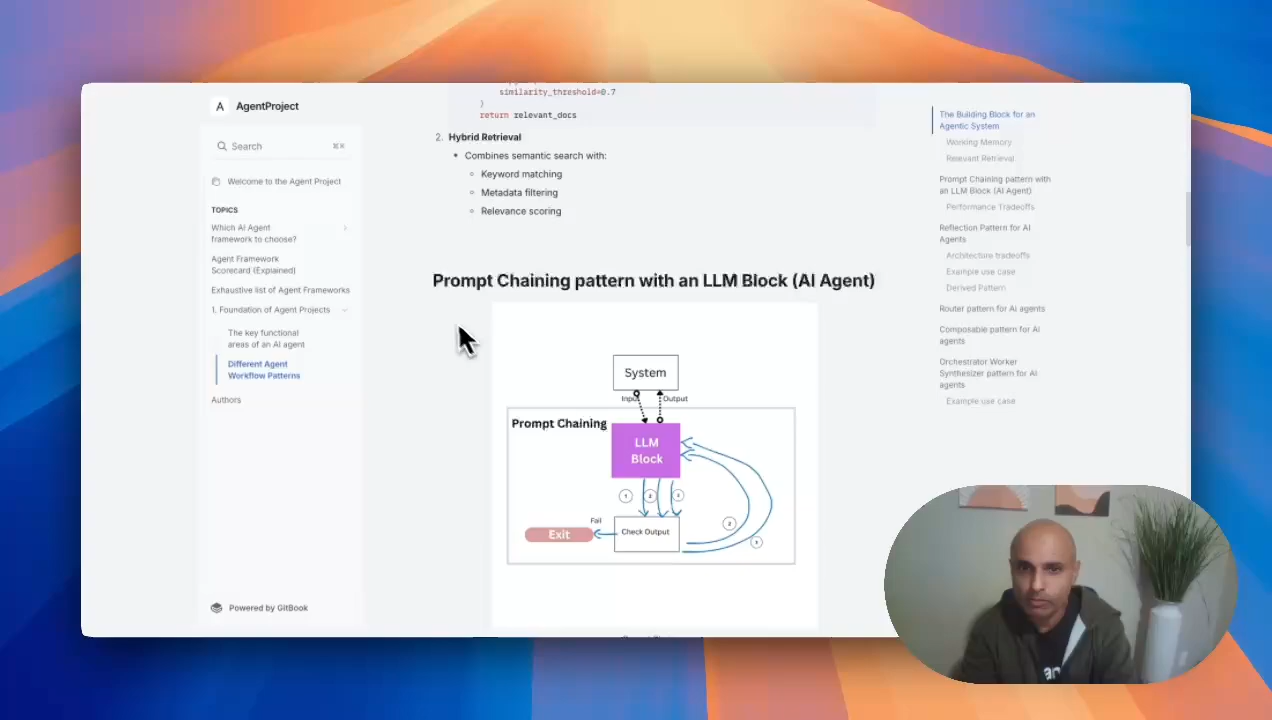 A AgentProject
Search ⌘K
Welcome to the Agent Project
TOPICS
Which AI Agent
framework to choose?
Agent Framework
Scorecard (Explained)
Exhaustive list of Agent Frameworks
1. Foundation of Agent Projects
The key functional
areas of an AI agent
Different Agent
Workflow Patterns
Authors
Powered by GitBook
similarity_threshold=0.7
)
return relevant_docs
2. Hybrid Retrieval
• Combines semantic search with:
◦ Keyword matching
◦ Metadata filtering
◦ Relevance scoring
Prompt Chaining pattern with an LLM Block (AI Agent)
System
Input Output
Prompt Chaining
LLM
Block
1 2 3
Fail
Exit
Check Output
2
3
The Building Block for an
Agentic System
Working Memory
Relevant Retrieval
Prompt Chaining pattern with
an LLM Block (AI Agent)
Performance Tradeoffs
Reflection Pattern for AI
Agents
Architecture tradeoffs
Example use case
Derived Pattern
Router pattern for AI agents
Composable pattern for AI
agents
Orchestrator Worker
Synthesizer pattern for AI
agents
Example use case